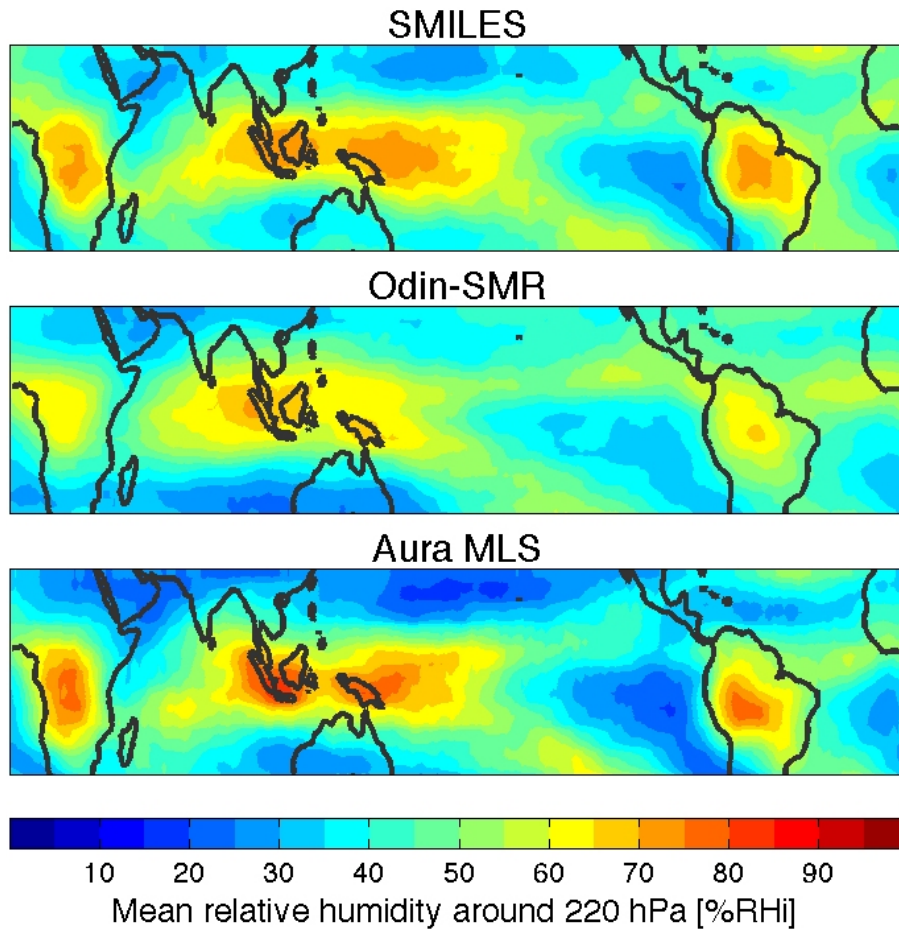 SMILES
Odin-SMR
Aura MLS
10 20 30 40 50 60 70 80 90
Mean relative humidity around 220 hPa [%RHi]